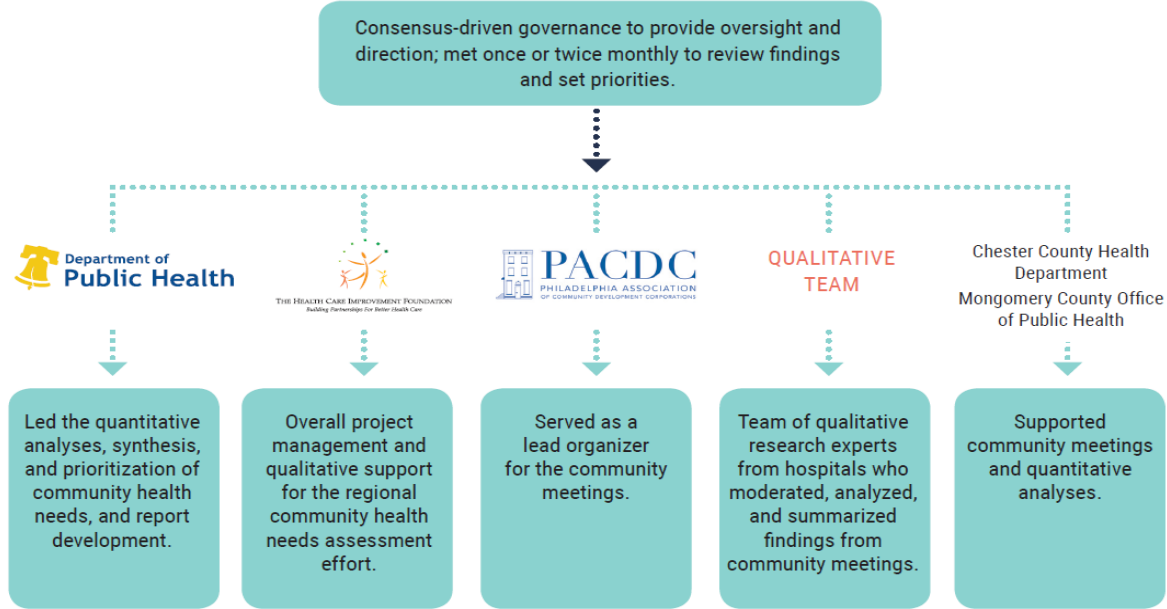 Consensus-driven governance to provide oversight and
direction; met once or twice monthly to review findings
and set priorities.
Department of
Public Health
THE HEALTH CARE IMPROVEMENT FOUNDATION
Building Partnerships For Better Health Care
PACDC
PHILADELPHIA ASSOCIATION
OF COMMUNITY DEVELOPMENT CORPORATIONS
QUALITATIVE
TEAM
Chester County Health
Department
Mongomery County Office
of Public Health
Led the quantitative
analyses, synthesis,
and prioritization of
community health
needs, and report
development.
Overall project
management and
qualitative support
for the regional
community health
needs assessment
effort.
Served as a
lead organizer
for the community
meetings.
Team of qualitative
research experts
from hospitals who
moderated, analyzed,
and summarized
findings from
community meetings.
Supported
community meetings
and quantitative
analyses.